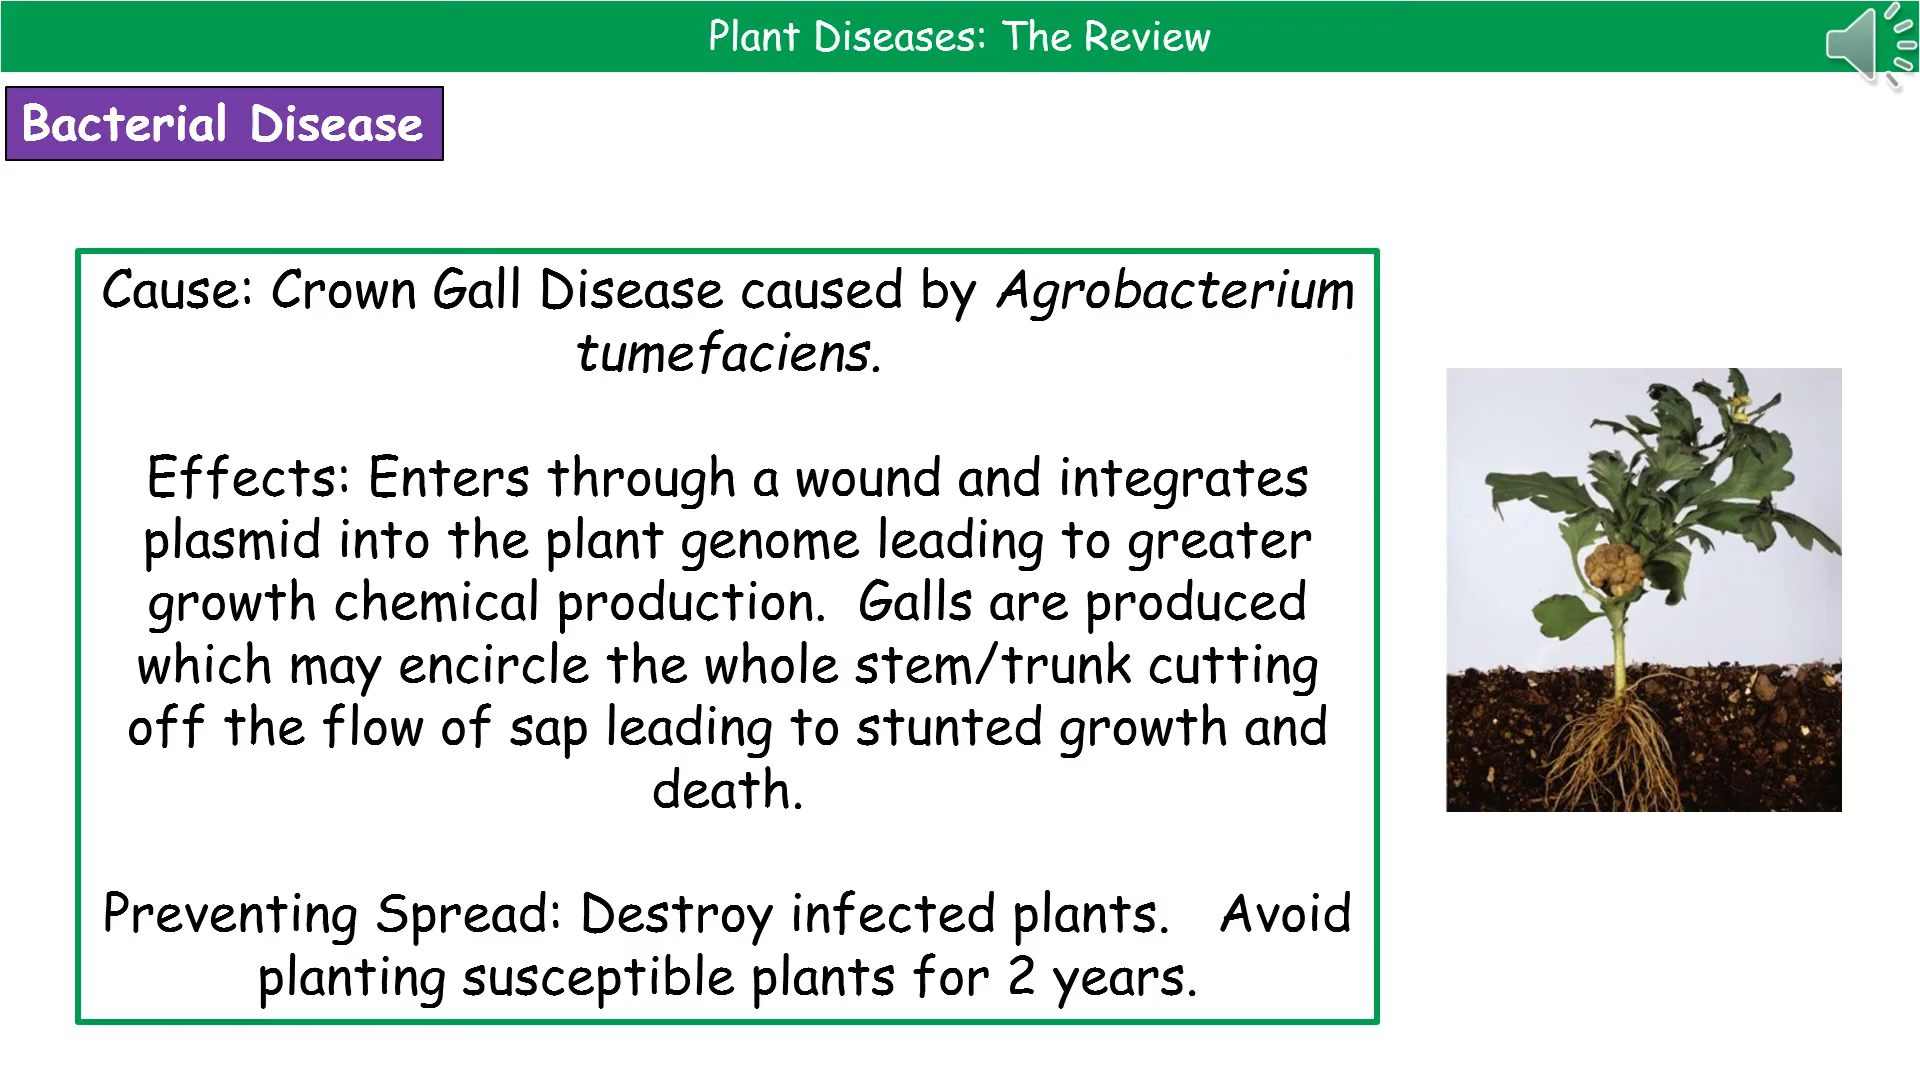 Plant Diseases: The Review
Bacterial Disease
Cause: Crown Gall Disease caused by Agrobacterium
tumefaciens.
Effects: Enters through a wound and integrates
plasmid into the plant genome leading to greater
growth chemical production.  Galls are produced
which may encircle the whole stem/trunk cutting
off the flow of sap leading to stunted growth and
death.
Preventing Spread: Destroy infected plants.   Avoid
planting susceptible plants for 2 years.